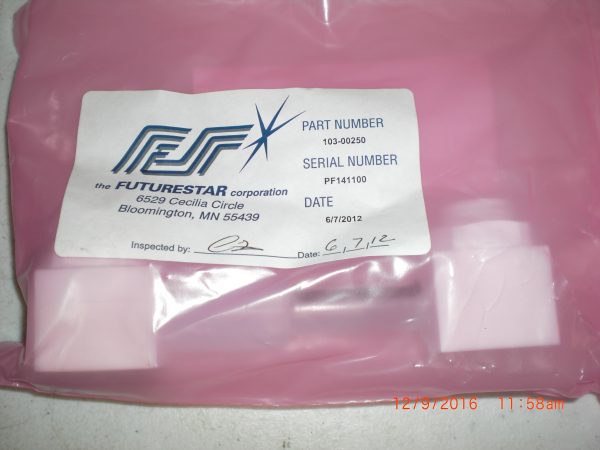 FSI
the FUTURESTAR corporation
6529 Cecilia Circle
Bloomington, MN 55439
PART NUMBER
103-00250
SERIAL NUMBER
PF141100
DATE
6/7/2012
Inspected by:
Date: 6,7,12
12/9/2016 11:58am